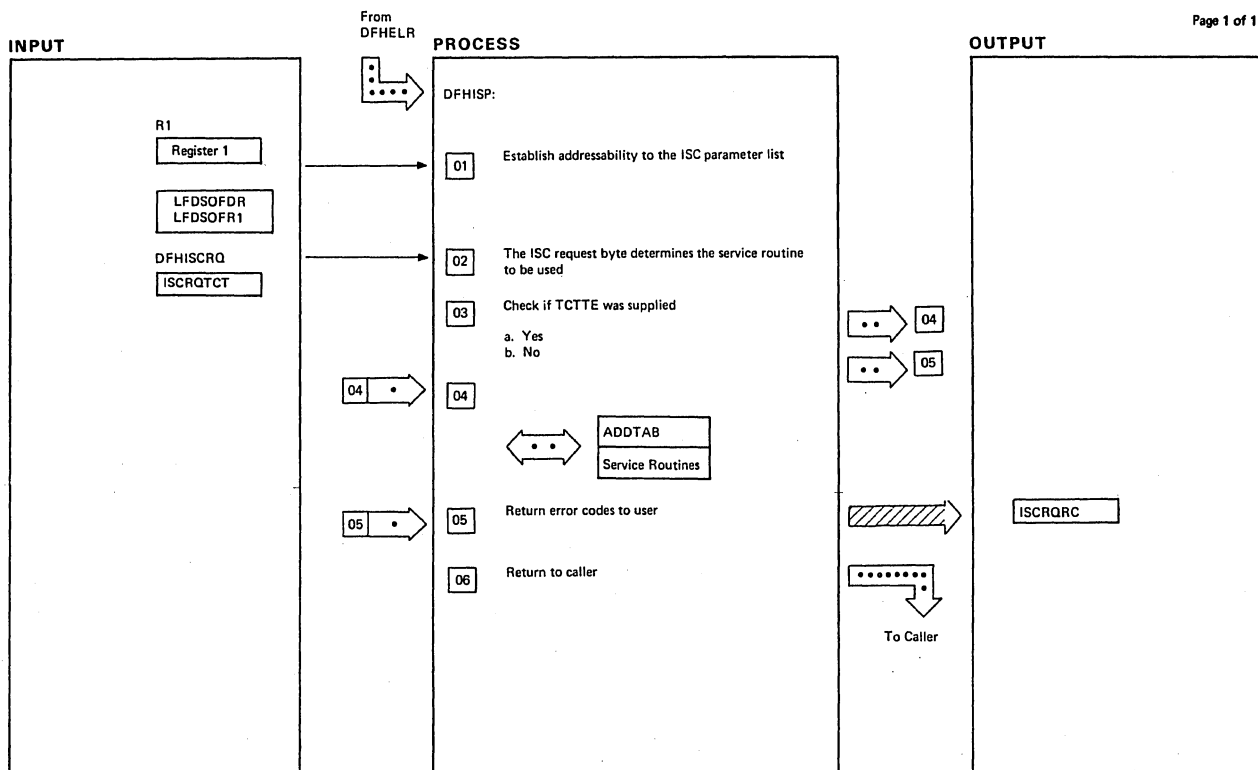 From
DFHELR
Page 1 of 1
INPUT
PROCESS
OUTPUT
DFHISP:
R1
Register 1
01
Establish addressability to the ISC parameter list
LFDSOFDR
LFDSOFR1
DFHISCRQ
ISCRQTCT
02
The ISC request byte determines the service routine
to be used
03
Check if TCTTE was supplied
a. Yes
b. No
04
05
04
04
ADDTAB
Service Routines
05
05
Return error codes to user
ISCRQRC
06
Return to caller
To Caller